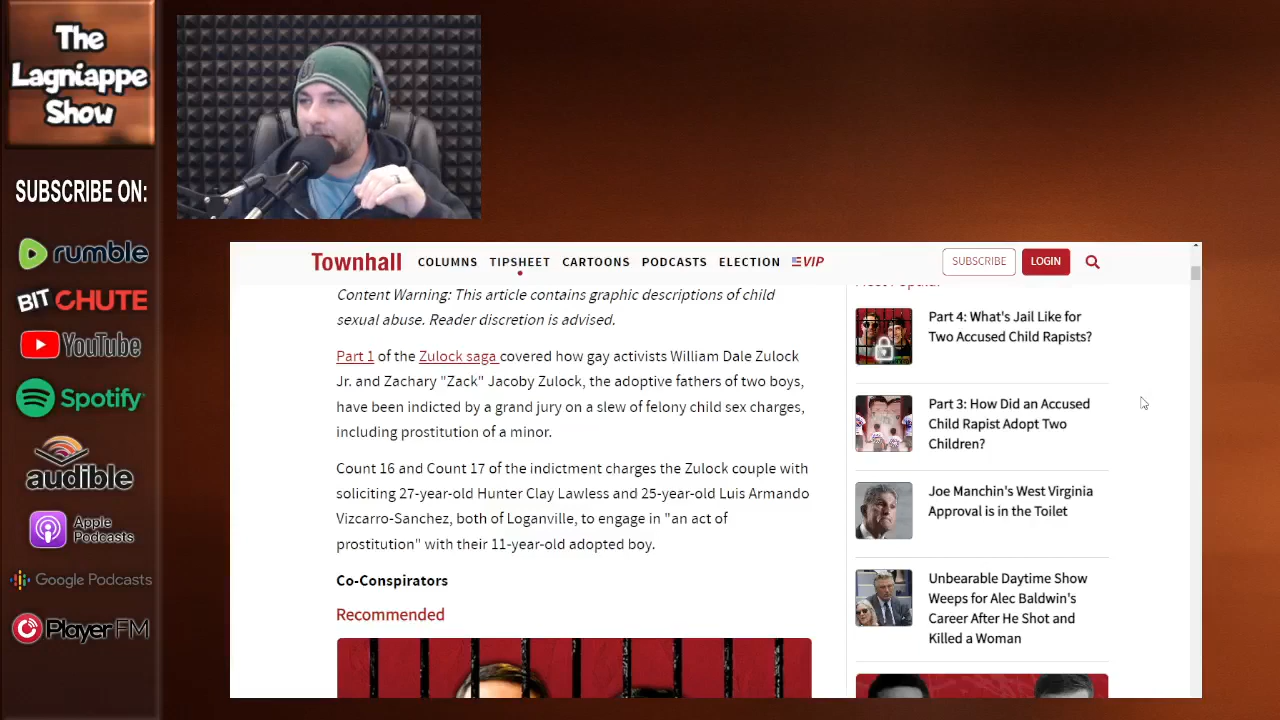 The
Lagniappe
Show
SUBSCRIBE ON:
rumble
BIT CHUTE
YouTube
Spotify
audible
Apple
Podcasts
Google Podcasts
Player FM
Townhall
COLUMNS
TIPSHEET
CARTOONS
PODCASTS
ELECTION
VIP
SUBSCRIBE
LOGIN
Content Warning: This article contains graphic descriptions of child
sexual abuse. Reader discretion is advised.
Part 1 of the Zulock saga covered how gay activists William Dale Zulock
Jr. and Zachary "Zack" Jacoby Zulock, the adoptive fathers of two boys,
have been indicted by a grand jury on a slew of felony child sex charges,
including prostitution of a minor.
Count 16 and Count 17 of the indictment charges the Zulock couple with
soliciting 27-year-old Hunter Clay Lawless and 25-year-old Luis Armando
Vizcarro-Sanchez, both of Loganville, to engage in "an act of
prostitution" with their 11-year-old adopted boy.
Co-Conspirators
Recommended
Most Popular
Part 4: What's Jail Like for
Two Accused Child Rapists?
Part 3: How Did an Accused
Child Rapist Adopt Two
Children?
Joe Manchin's West Virginia
Approval is in the Toilet
Unbearable Daytime Show
Weeps for Alec Baldwin's
Career After He Shot and
Killed a Woman